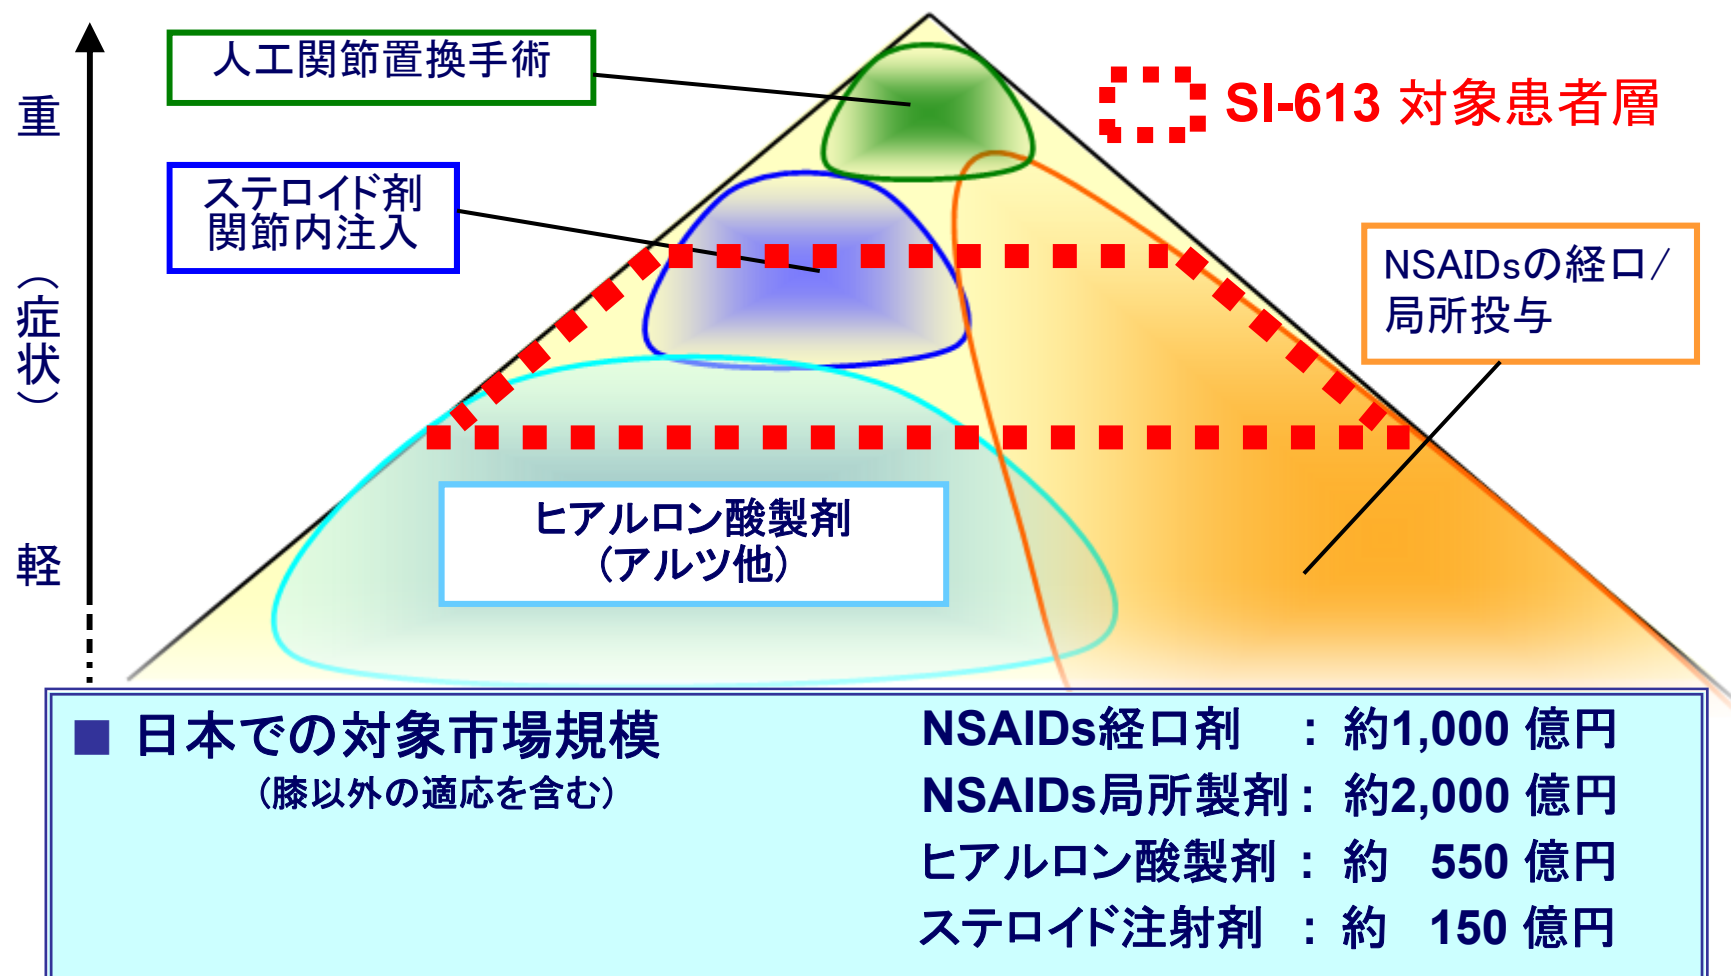 人工関節置換手術
SI-613 対象患者層
重
ステロイド剤
関節内注入
NSAIDsの経口/
局所投与
（症状）
ヒアルロン酸製剤
（アルツ他）
軽
■ 日本での対象市場規模
（膝以外の適応を含む）
NSAIDs経口剤 : 約1,000 億円
NSAIDs局所製剤 : 約2,000 億円
ヒアルロン酸製剤 : 約 550 億円
ステロイド注射剤 : 約 150 億円